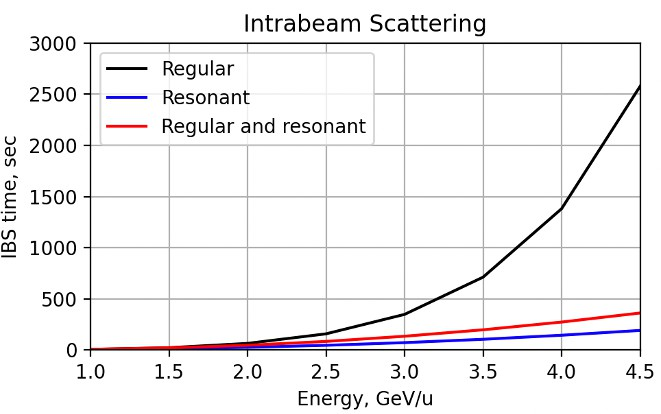 Intrabeam Scattering
3000
2500
2000
1500
1000
500
0
IBS time, sec
Regular
Resonant
Regular and resonant
1.0 1.5 2.0 2.5 3.0 3.5 4.0 4.5
Energy, GeV/u